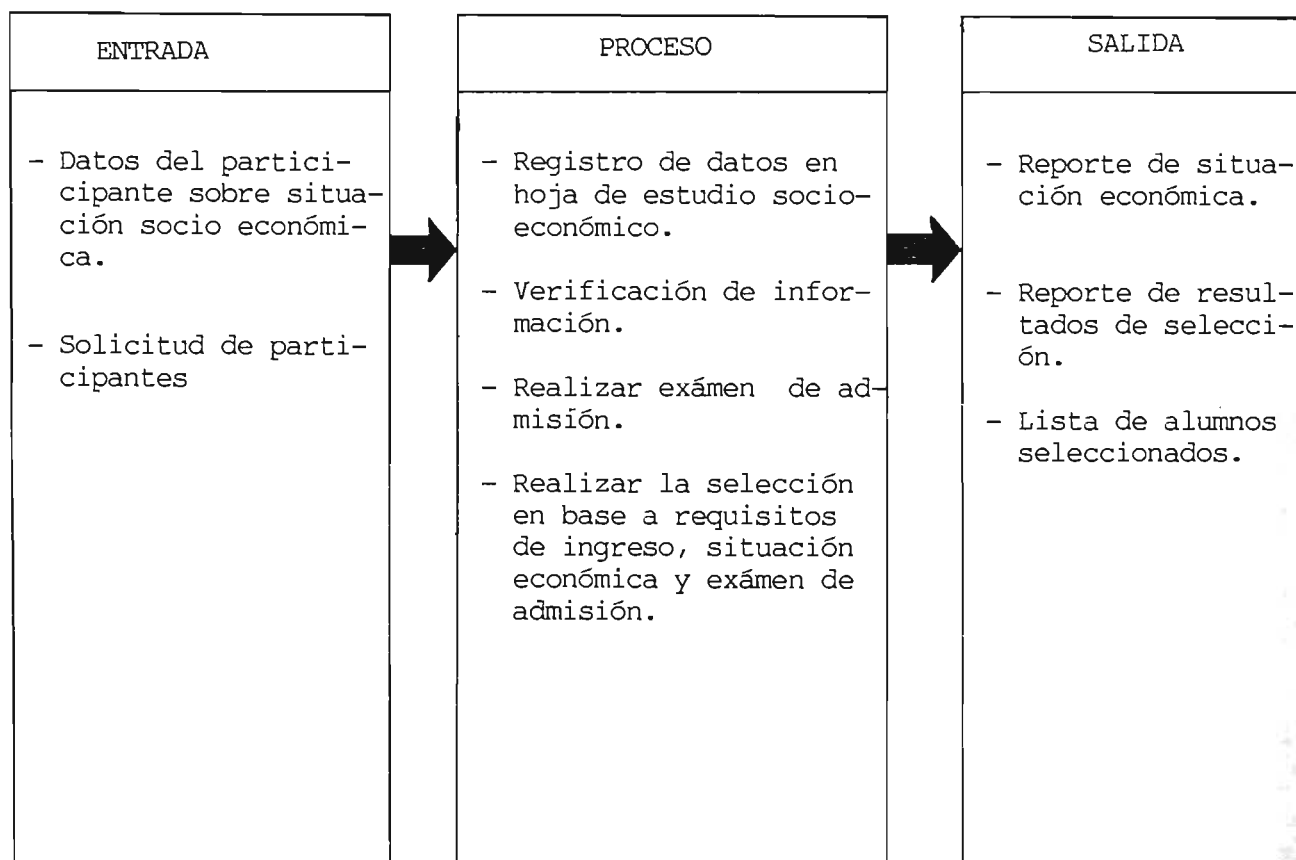 ENTRADA
- Datos del partici-
cipante sobre situa-
ción socio económi-
ca.
- Solicitud de parti-
cipantes
PROCESO
- Registro de datos en
hoja de estudio socio-
económico.
- Verificación de infor-
mación.
- Realizar exámen de ad-
misión.
- Realizar la selección
en base a requisitos
de ingreso, situación
económica y exámen de
admisión.
SALIDA
- Reporte de situa-
ción económica.
- Reporte de resul-
tados de selecci-
ón.
- Lista de alumnos
seleccionados.